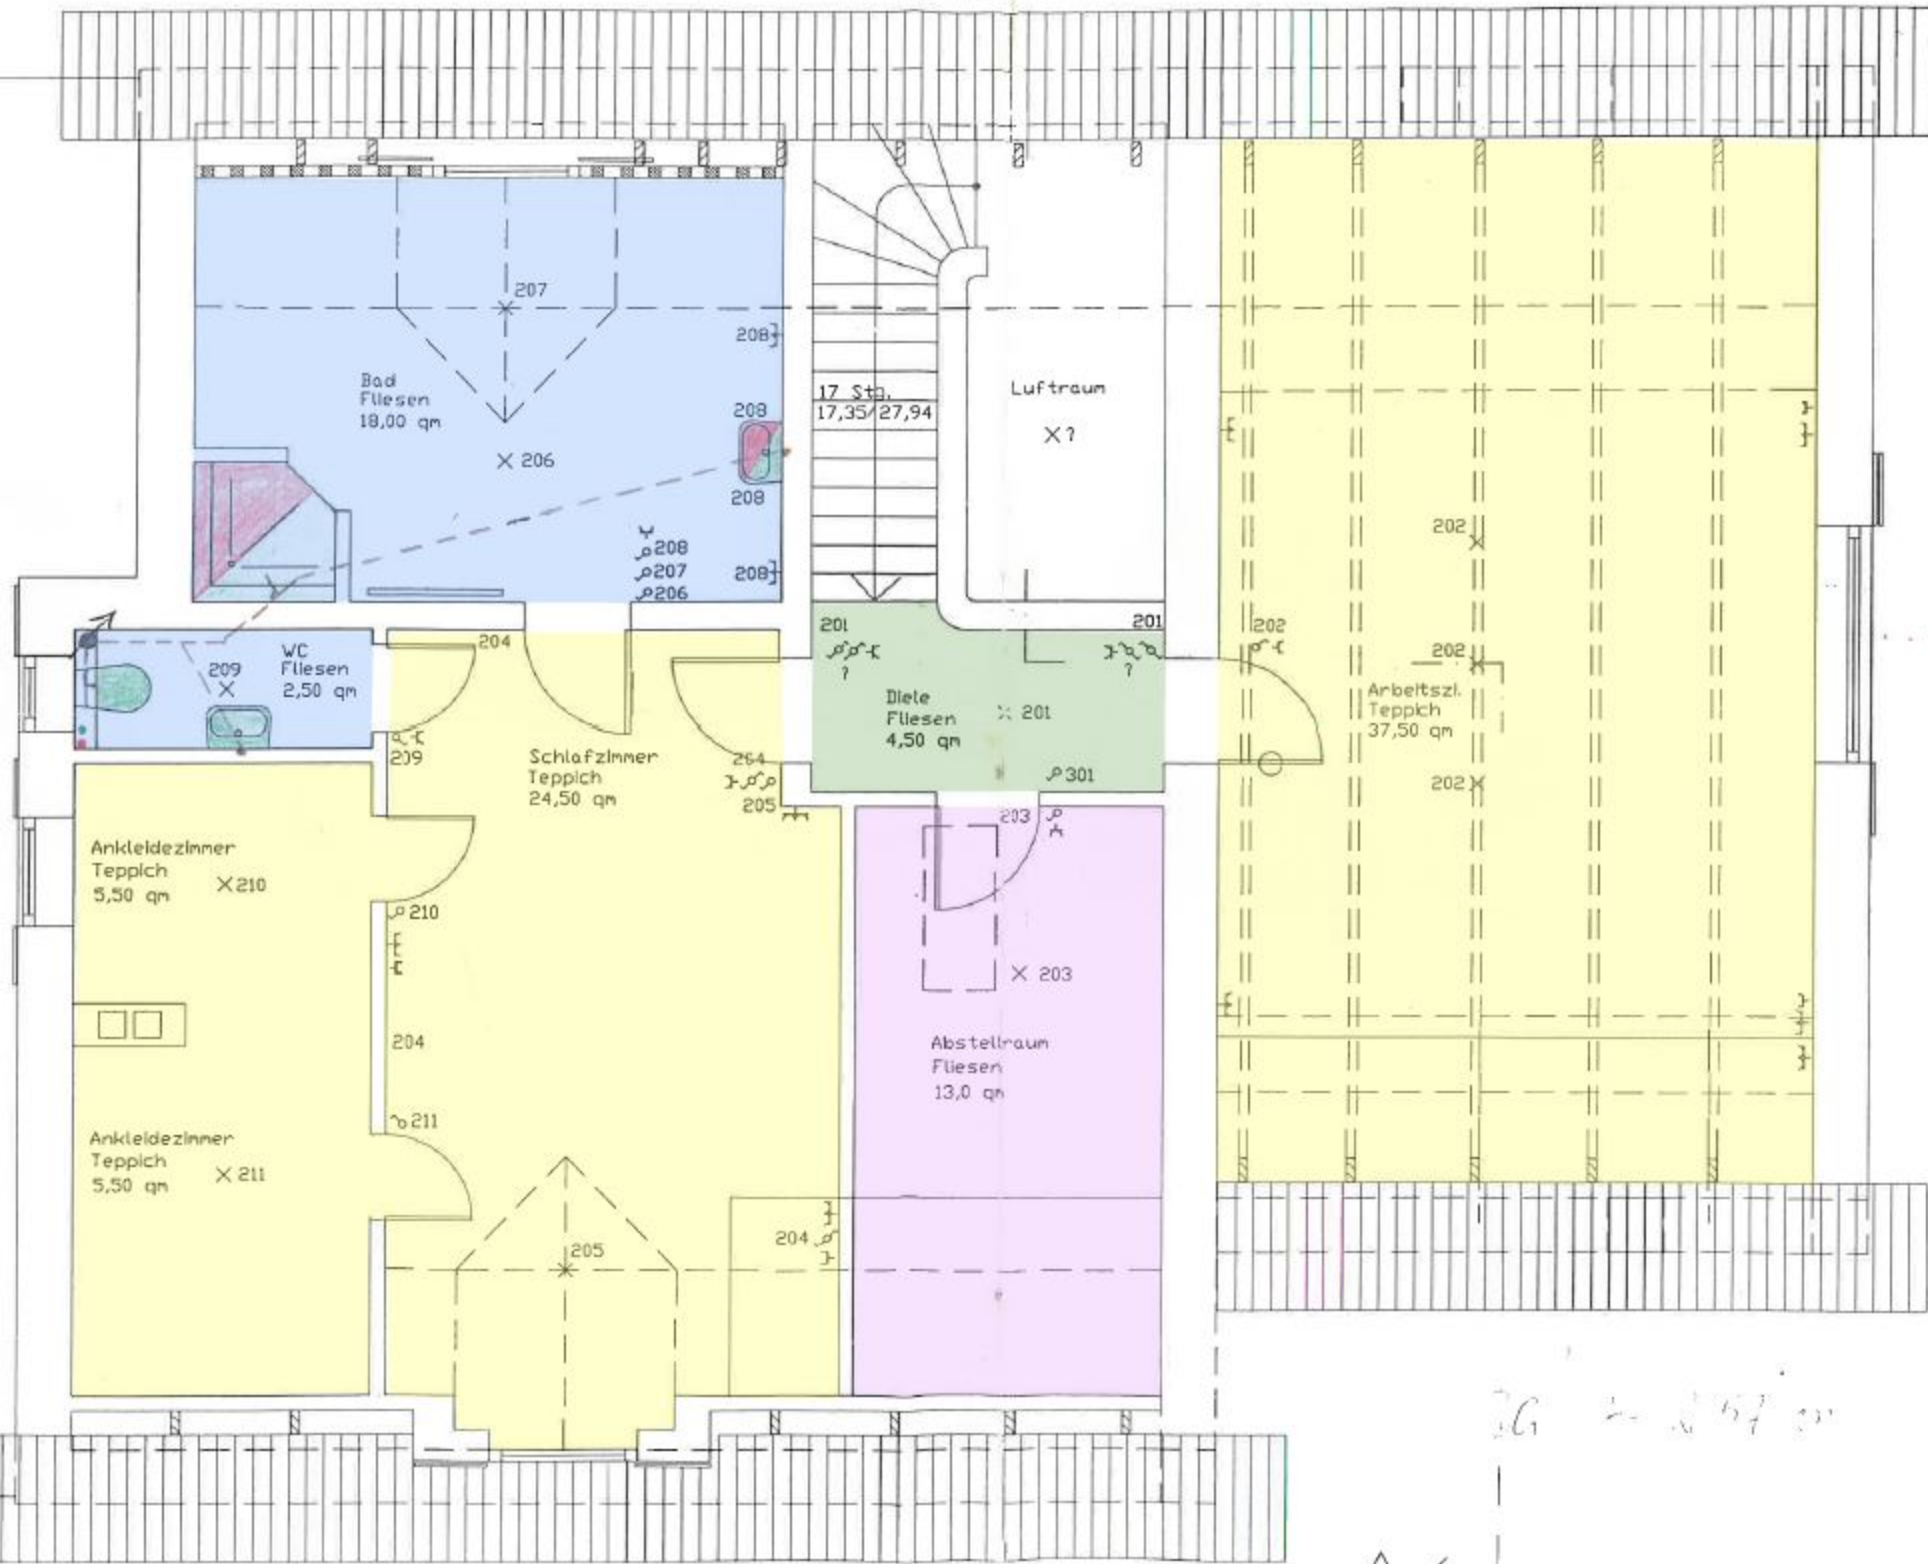 207
208
Bad
Fliesen
18,00 qm
208
206
208
208
207
206
208
17 Stg.
17,35/27,94
Luftraum
?
202
202
202
202
Arbeitszi.
Teppich
37,50 qm
201
?
201
?
Diele
Fliesen
4,50 qm
201
301
WC
Fliesen
2,50 qm
209
204
209
Schlafzimmer
Teppich
24,50 qm
204
205
203
Ankleidezimmer
Teppich
5,50 qm
210
210
203
Abstellraum
Fliesen
13,0 qm
204
211
Ankleidezimmer
Teppich
5,50 qm
211
204
205